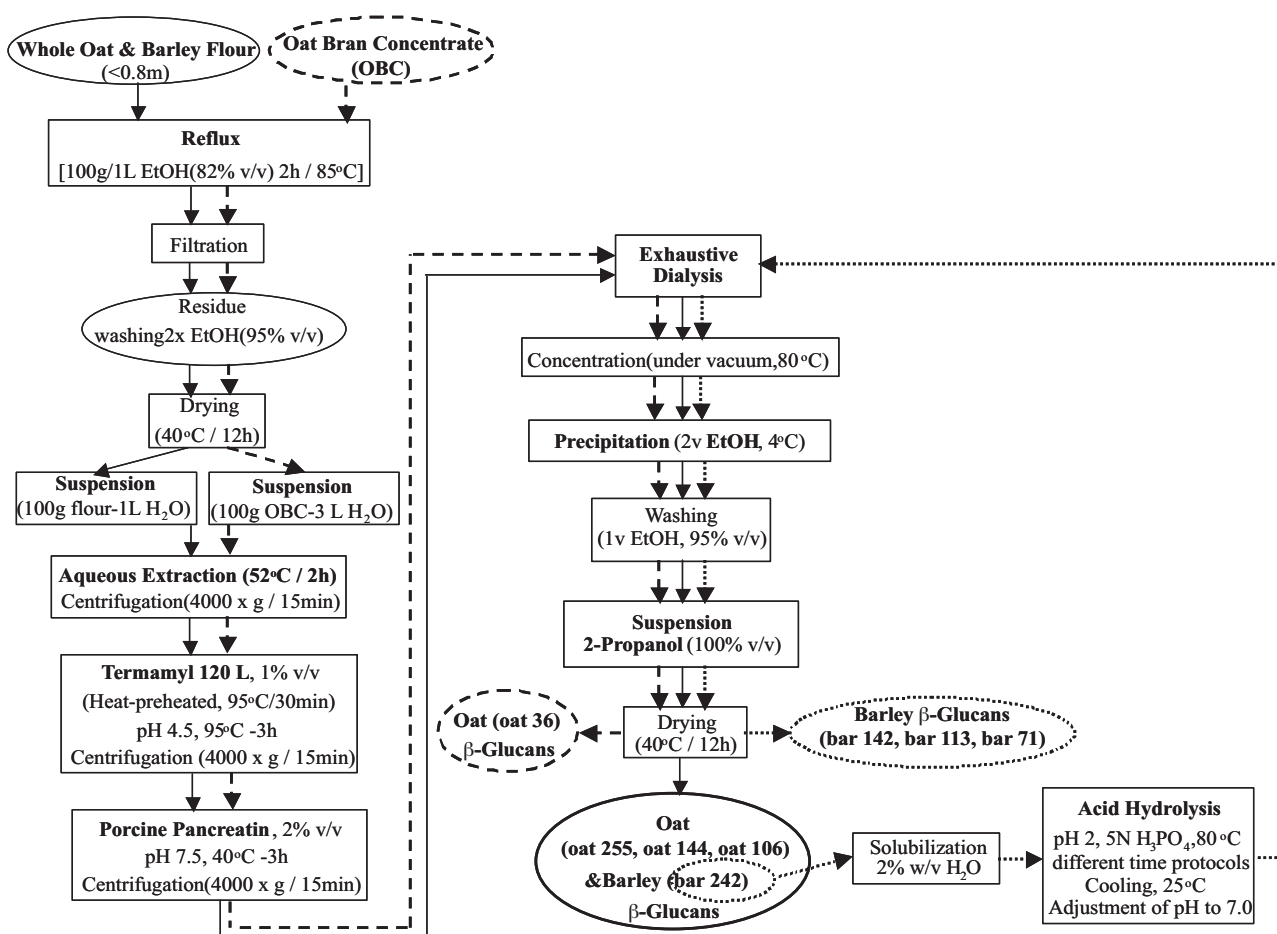 Whole Oat & Barley Flour
(<0.8m)
Oat Bran Concentrate
(OBC)
Reflux
[100g/1L EtOH(82% v/v) 2h / 85°C]
Filtration
Residue
washing2x EtOH(95% v/v)
Drying
(40°C / 12h)
Suspension
(100g flour-1L H₂O)
Suspension
(100g OBC-3 L H₂O)
Aqueous Extraction (52°C / 2h)
Centrifugation(4000 x g / 15min)
Termamyl 120 L, 1% v/v
(Heat-preheated, 95°C/30min)
pH 4.5, 95°C -3h
Centrifugation (4000 x g / 15min)
Porcine Pancreatin, 2% v/v
pH 7.5, 40°C -3h
Centrifugation(4000 x g / 15min)
Exhaustive
Dialysis
Concentration(under vacuum,80°C)
Precipitation (2v EtOH, 4°C)
Washing
(1v EtOH, 95% v/v)
Suspension
2-Propanol (100% v/v)
Drying
(40°C / 12h)
Oat (oat 36)
β-Glucans
Barley β-Glucans
(bar 142, bar 113, bar 71)
Oat
(oat 255, oat 144, oat 106)
&Barley (bar 242)
β-Glucans
Solubilization
2% w/v H₂O
Acid Hydrolysis
pH 2, 5N H₃PO₄,80°C
different time protocols
Cooling, 25°C
Adjustment of pH to 7.0